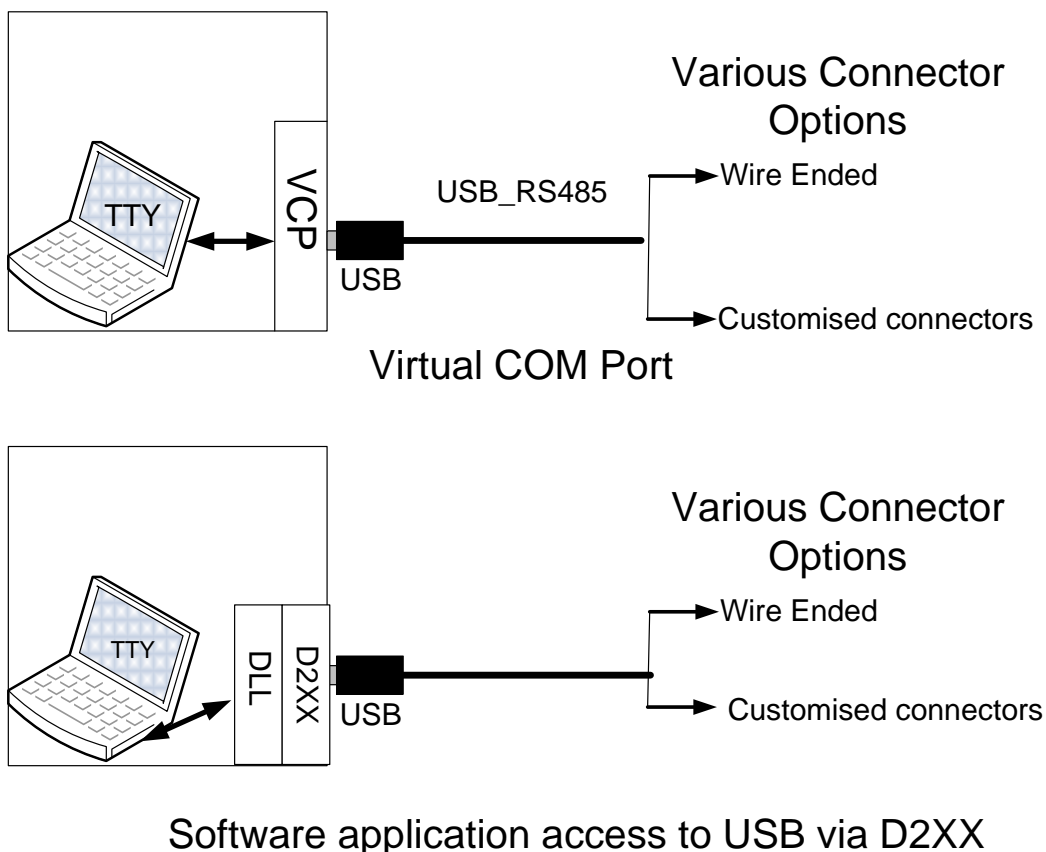 Various Connector
Options
Wire Ended
TTY
VCP
USB_RS485
USB
Customised connectors
Virtual COM Port
Various Connector
Options
Wire Ended
TTY
DLL
D2XX
USB
Customised connectors
Software application access to USB via D2XX